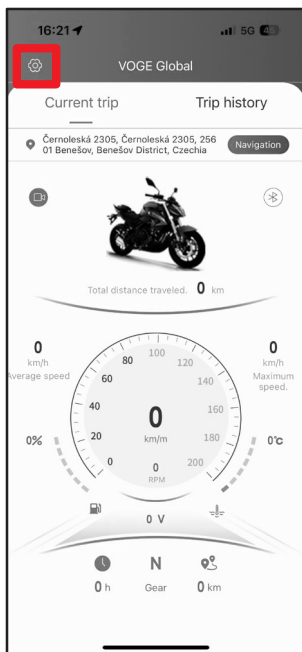 16:21 5G
VOGE Global
Current trip Trip history
Černoleská 2305, Černoleská 2305, 256
01 Benešov, Benešov District, Czechia
Navigation
Total distance traveled. 0 km
0
km/h
Average speed
0
km/h
Maximum
speed.
0
20
40
60
80
100
120
140
160
180
200
0
km/m
0
RPM
0%
0°C
0 V
0 h
N
Gear
0 km